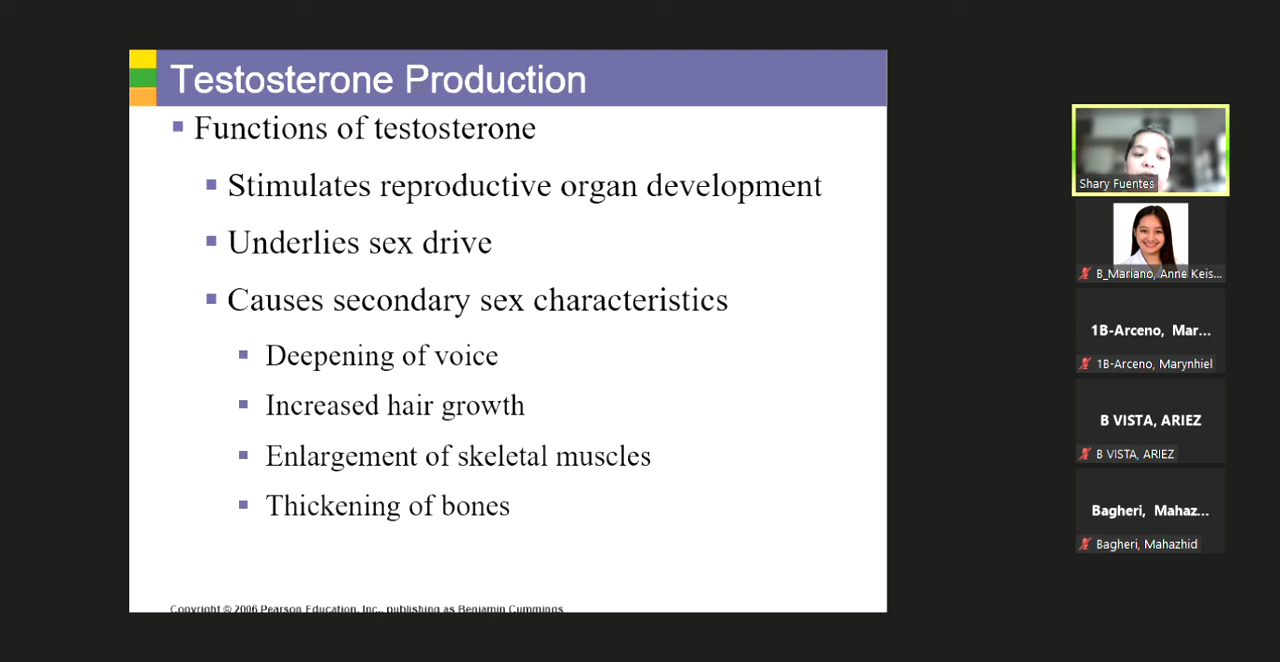 Testosterone Production
Functions of testosterone
Stimulates reproductive organ development
Underlies sex drive
Causes secondary sex characteristics
Deepening of voice
Increased hair growth
Enlargement of skeletal muscles
Thickening of bones
Copyright © 2006 Pearson Education, Inc., publishing as Benjamin Cummings
Shary Fuentes
B_Mariano, Anne Keis...
1B-Arceno, Mar...
1B-Arceno, Marynhiel
B VISTA, ARIEZ
B VISTA, ARIEZ
Bagheri, Mahaz...
Bagheri, Mahazhid